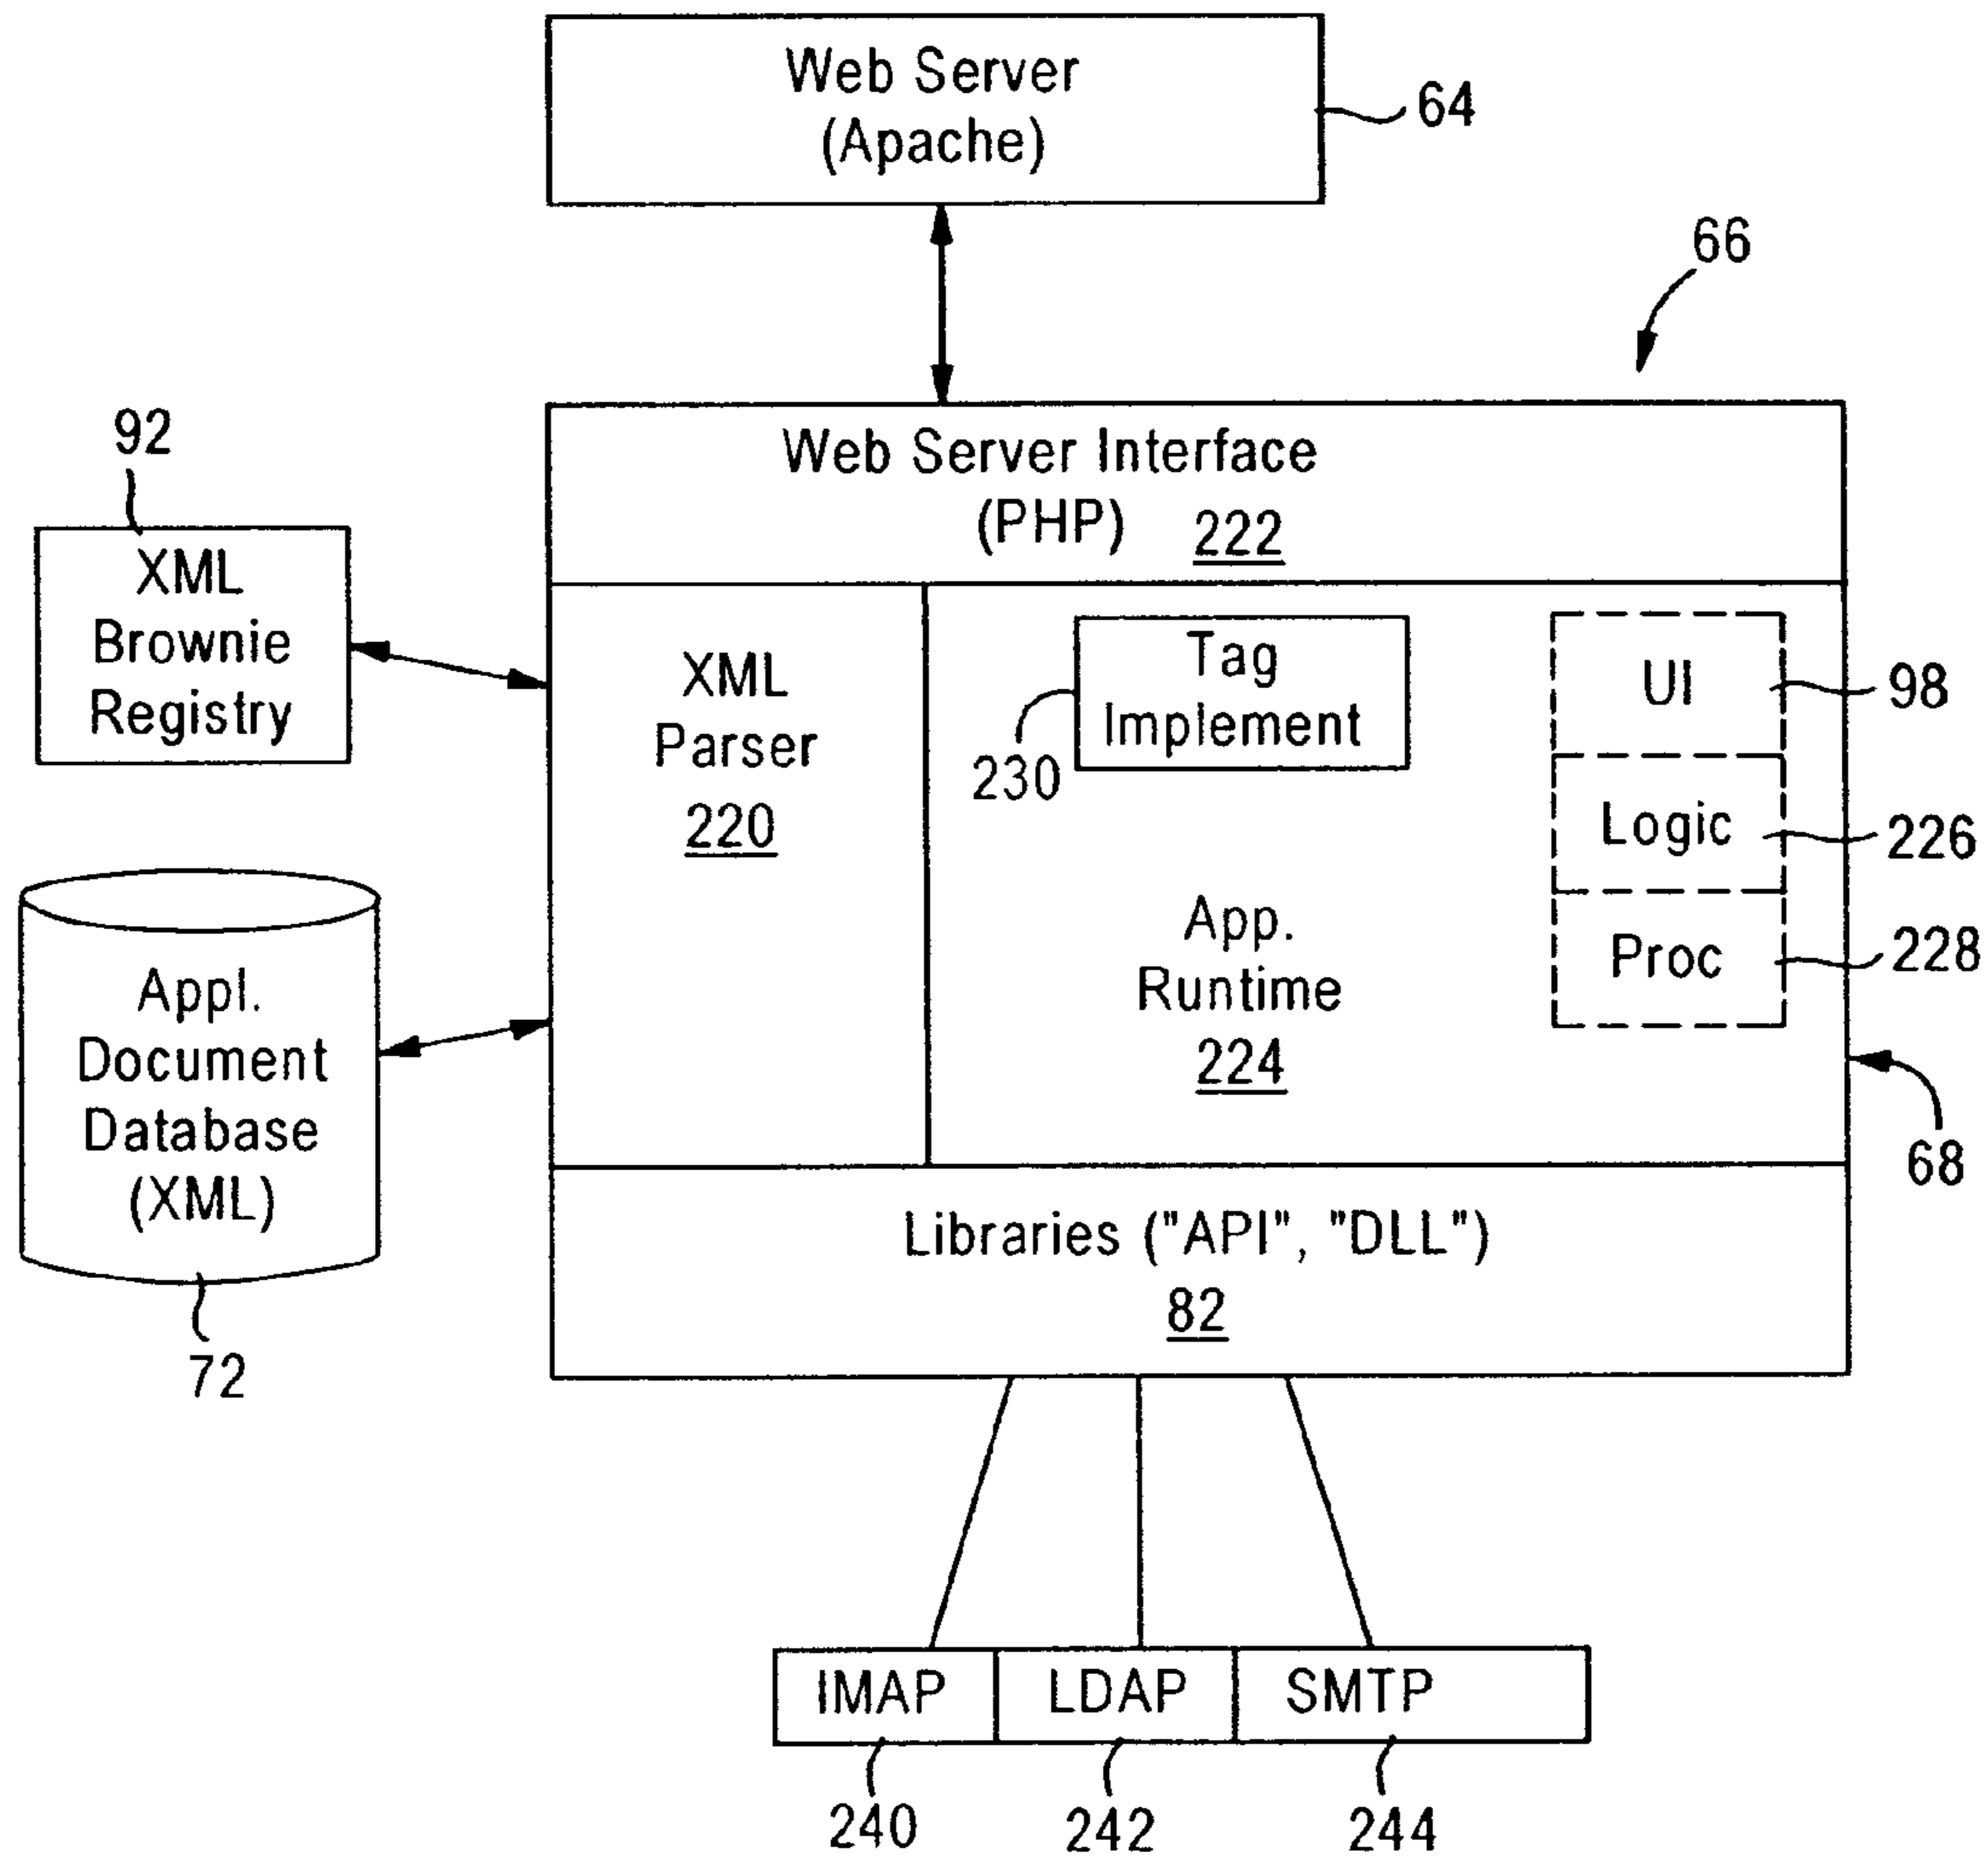 Web Server
(Apache)
64
66
Web Server Interface
(PHP) 222
92
XML
Brownie
Registry
XML
Parser
220
Tag
Implement
230
UI
98
Logic
226
Proc
228
App.
Runtime
224
68
Appl.
Document
Database
(XML)
72
Libraries ("API", "DLL")
82
IMAP
LDAP
SMTP
240
242
244